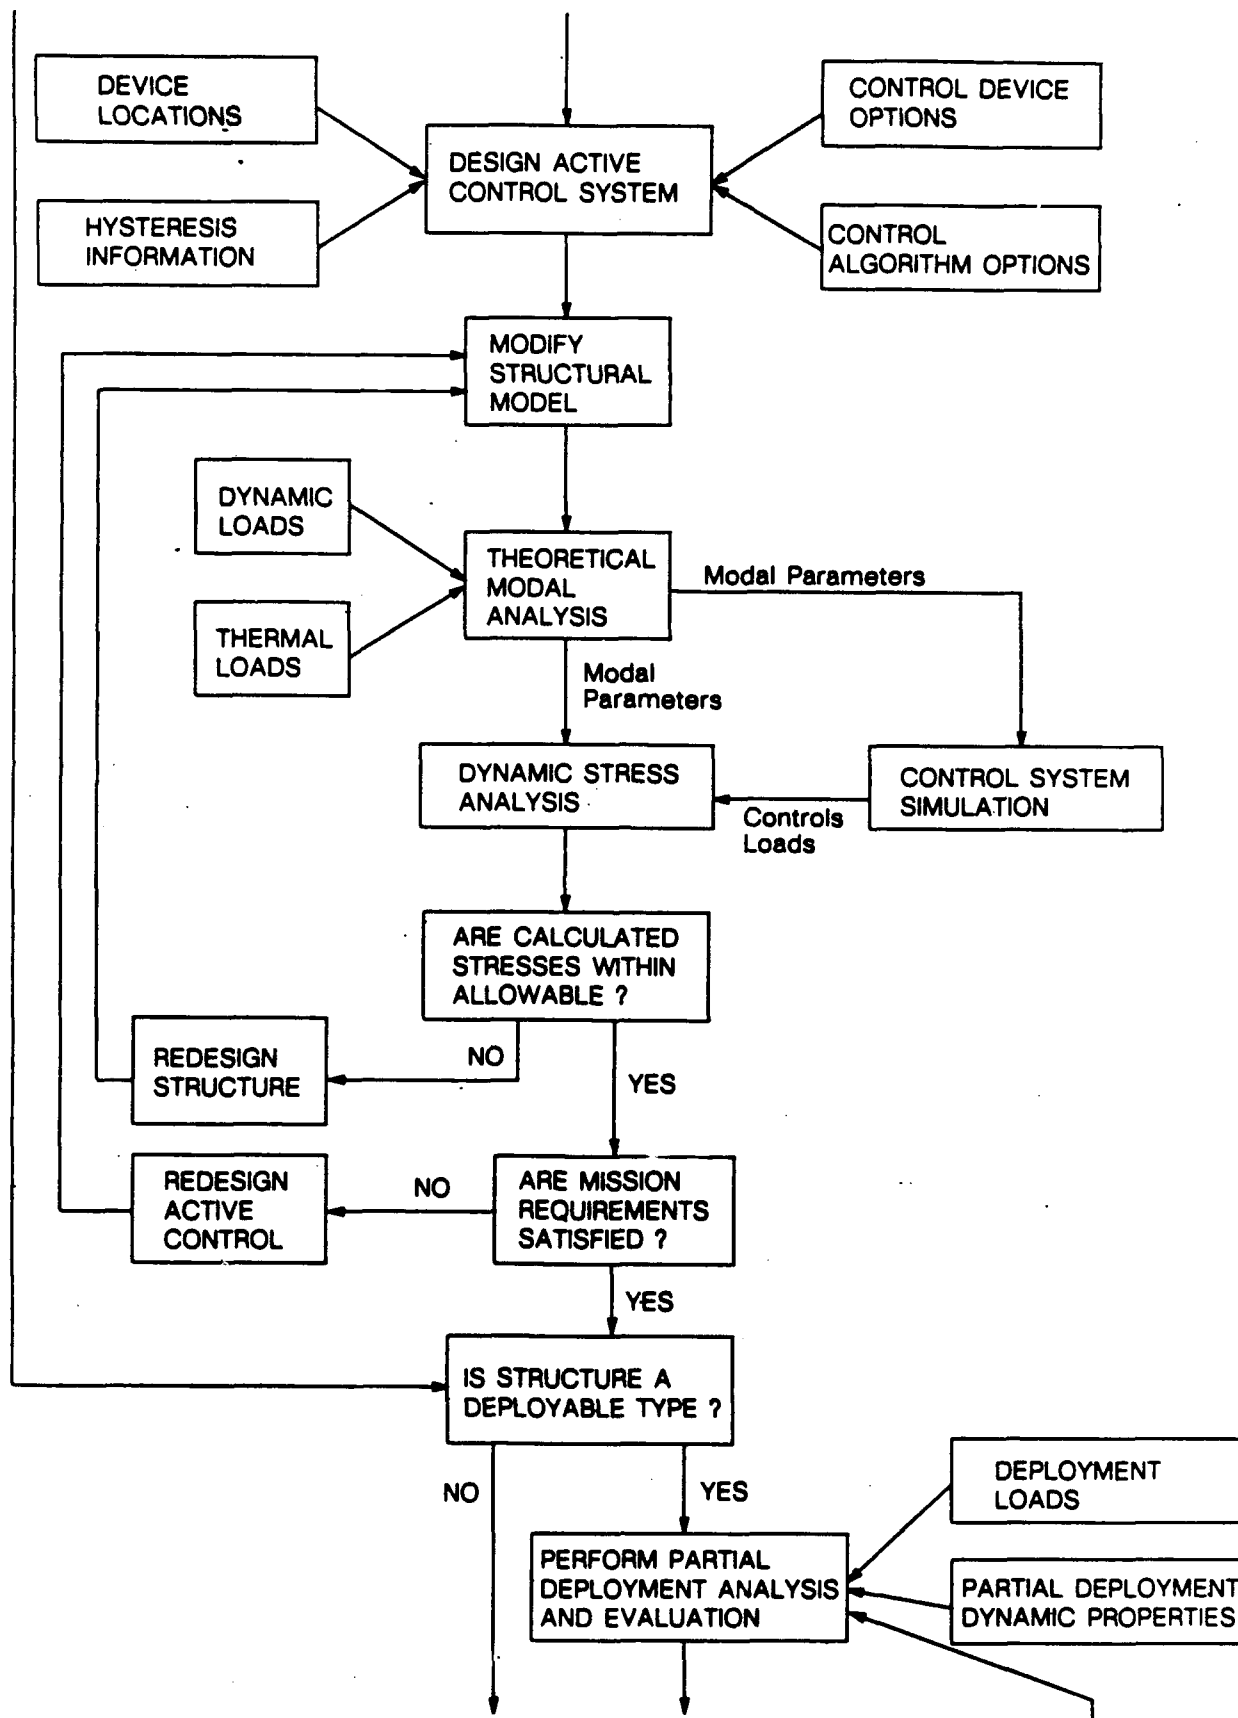 DEVICE
LOCATIONS
CONTROL DEVICE
OPTIONS
DESIGN ACTIVE
CONTROL SYSTEM
HYSTERESIS
INFORMATION
CONTROL
ALGORITHM OPTIONS
MODIFY
STRUCTURAL
MODEL
DYNAMIC
LOADS
THEORETICAL
MODAL
ANALYSIS
Modal Parameters
THERMAL
LOADS
Modal
Parameters
DYNAMIC STRESS
ANALYSIS
CONTROL SYSTEM
SIMULATION
Controls
Loads
ARE CALCULATED
STRESSES WITHIN
ALLOWABLE ?
REDESIGN
STRUCTURE
NO
YES
REDESIGN
ACTIVE
CONTROL
NO
ARE MISSION
REQUIREMENTS
SATISFIED ?
YES
IS STRUCTURE A
DEPLOYABLE TYPE ?
NO
YES
DEPLOYMENT
LOADS
PERFORM PARTIAL
DEPLOYMENT ANALYSIS
AND EVALUATION
PARTIAL DEPLOYMENT
DYNAMIC PROPERTIES